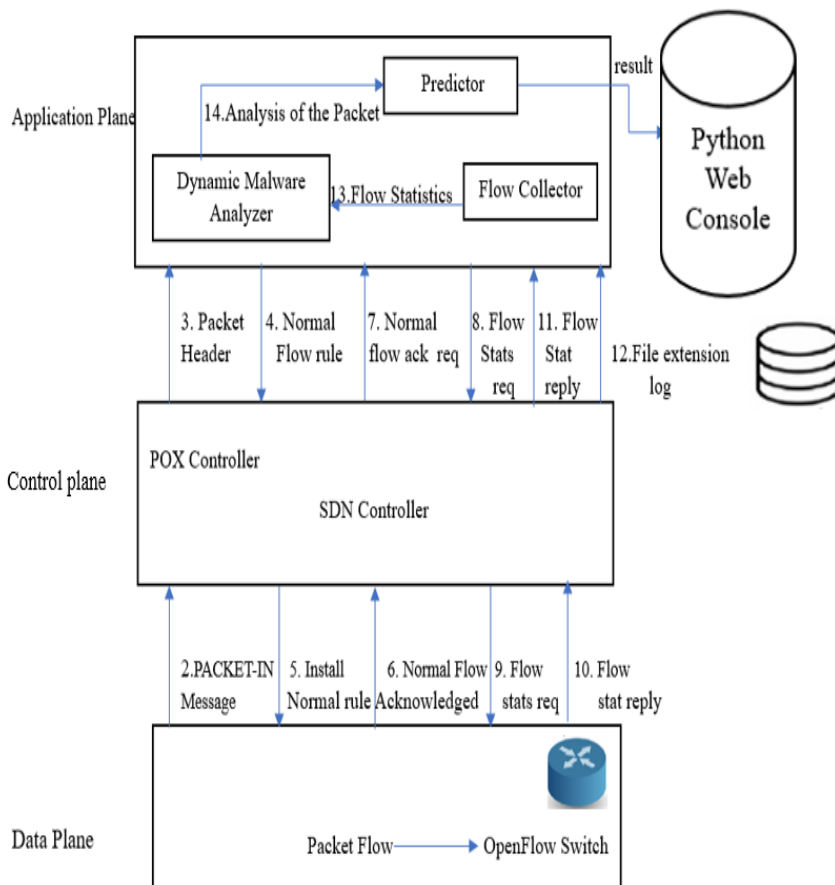 result
Predictor
Application Plane
14.Analysis of the Packet
Python
Web
Console
Dynamic Malware
Analyzer
13.Flow Statistics
Flow Collector
3. Packet
Header
4. Normal
Flow rule
7. Normal
flow ack req
8. Flow
Stats
req
11. Flow
Stat
reply
12.File extension
log
POX Controller
Control plane
SDN Controller
2.PACKET-IN
Message
5. Install
Normal rule
6. Normal Flow
Acknowledged
9. Flow
stats req
10. Flow
stat reply
Data Plane
Packet Flow
OpenFlow Switch